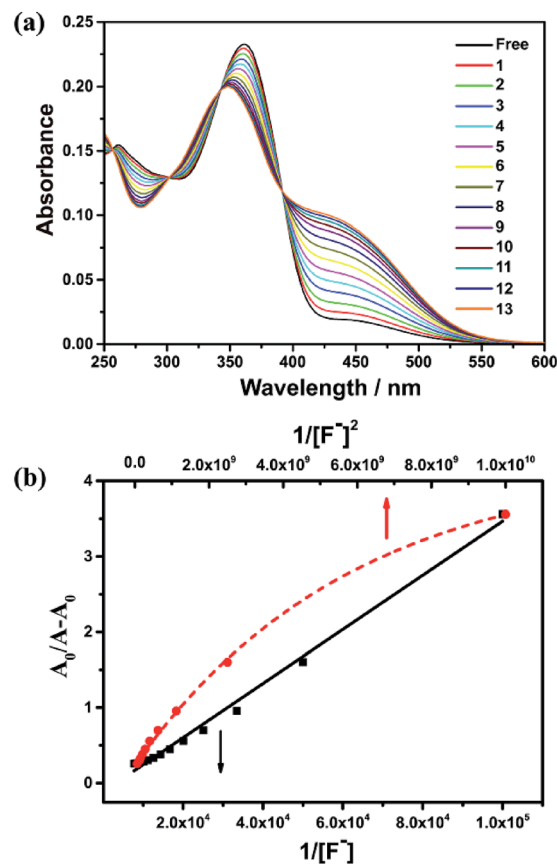 (a)
0.25
0.20
0.15
0.10
0.05
0.00
Absorbance
250 300 350 400 450 500 550 600
Wavelength / nm
Free
1
2
3
4
5
6
7
8
9
10
11
12
13
(b)
1/[F⁻]²
0.0 2.0x10⁹ 4.0x10⁹ 6.0x10⁹ 8.0x10⁹ 1.0x10¹⁰
4
3
2
1
0
A₀/A-A₀
2.0x10⁴ 4.0x10⁴ 6.0x10⁴ 8.0x10⁴ 1.0x10⁵
1/[F⁻]